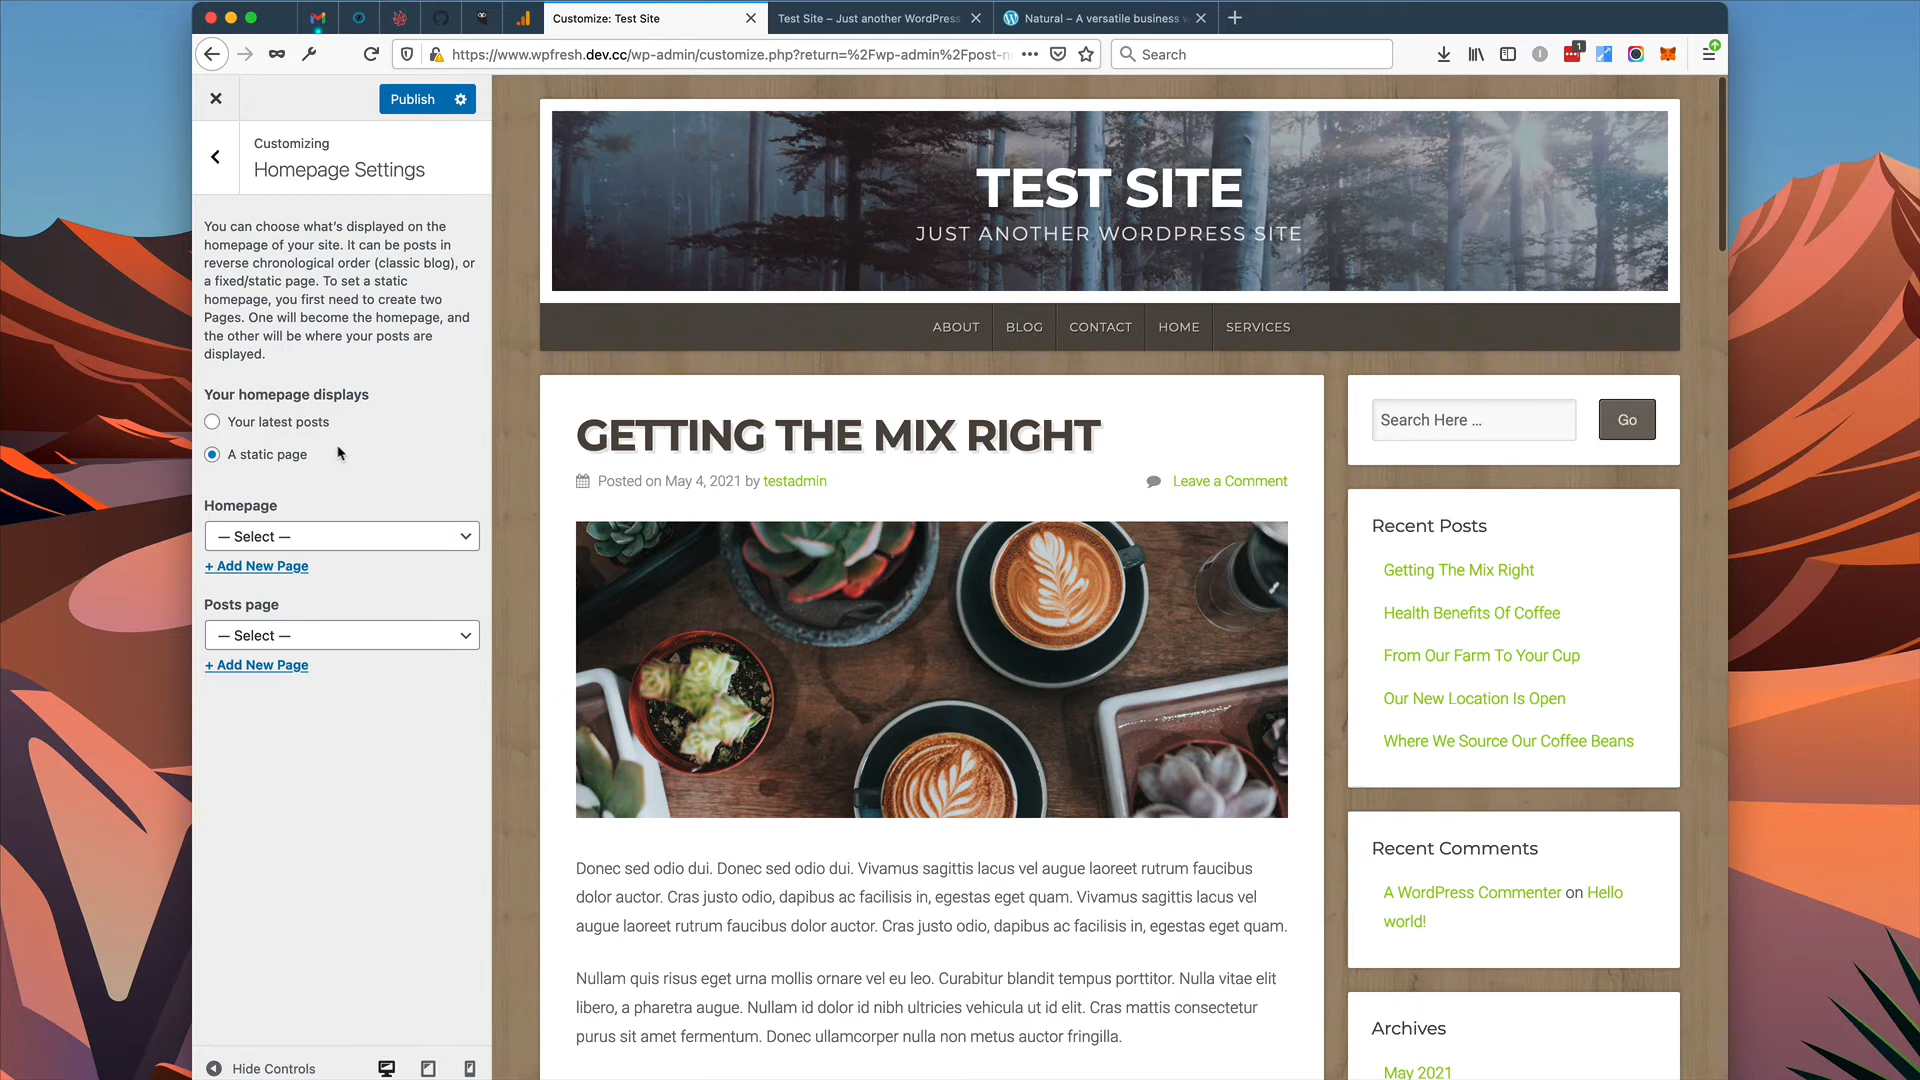 Customize: Test Site
Test Site – Just another WordPress
Natural – A versatile business
https://www.wpfresh.dev.cc/wp-admin/customize.php?return=%2Fwp-admin%2Fpost-n
Search
1
Publish
Customizing
Homepage Settings
You can choose what's displayed on the
homepage of your site. It can be posts in
reverse chronological order (classic blog), or
a fixed/static page. To set a static
homepage, you first need to create two
Pages. One will become the homepage, and
the other will be where your posts are
displayed.
Your homepage displays
Your latest posts
A static page
Homepage
— Select —
+ Add New Page
Posts page
— Select —
+ Add New Page
Hide Controls
TEST SITE
JUST ANOTHER WORDPRESS SITE
ABOUT
BLOG
CONTACT
HOME
SERVICES
GETTING THE MIX RIGHT
Posted on May 4, 2021 by testadmin
Leave a Comment
Donec sed odio dui. Donec sed odio dui. Vivamus sagittis lacus vel augue laoreet rutrum faucibus
dolor auctor. Cras justo odio, dapibus ac facilisis in, egestas eget quam. Vivamus sagittis lacus vel
augue laoreet rutrum faucibus dolor auctor. Cras justo odio, dapibus ac facilisis in, egestas eget quam.
Nullam quis risus eget urna mollis ornare vel eu leo. Curabitur blandit tempus porttitor. Nulla vitae elit
libero, a pharetra augue. Nullam id dolor id nibh ultricies vehicula ut id elit. Cras mattis consectetur
purus sit amet fermentum. Donec ullamcorper nulla non metus auctor fringilla.
Search Here ...
Go
Recent Posts
Getting The Mix Right
Health Benefits Of Coffee
From Our Farm To Your Cup
Our New Location Is Open
Where We Source Our Coffee Beans
Recent Comments
A WordPress Commenter on Hello
world!
Archives
May 2021